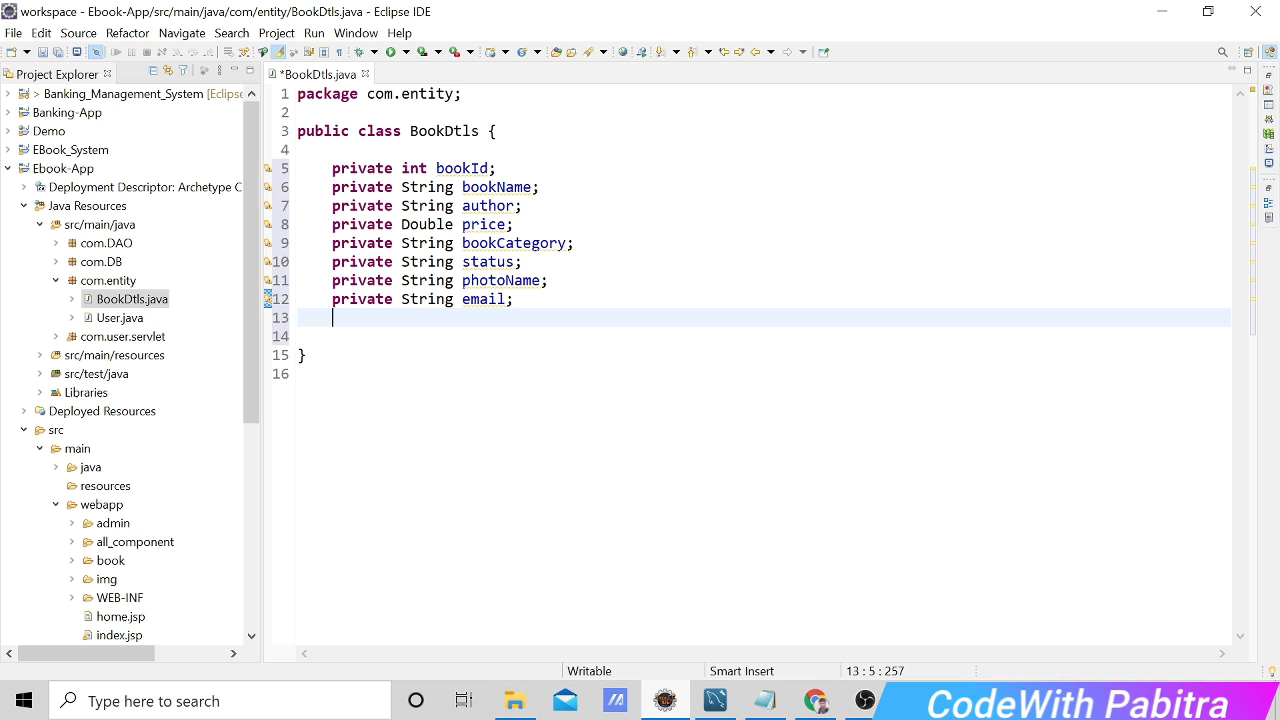 workspace - Ebook-App/src/main/java/com/entity/BookDtls.java - Eclipse IDE
File Edit Source Refactor Navigate Search Project Run Window Help
Project Explorer
*BookDtls.java
> Banking_Management_System [Eclipse
Banking-App
Demo
EBook_System
Ebook-App
Deployment Descriptor: Archetype C
Java Resources
src/main/java
com.DAO
com.DB
com.entity
BookDtls.java
User.java
com.user.servlet
src/main/resources
src/test/java
Libraries
Deployed Resources
src
main
java
resources
webapp
admin
all_component
book
img
WEB-INF
home.jsp
index.jsp
1 package com.entity;
2
3 public class BookDtls {
4
5 private int bookId;
6 private String bookName;
7 private String author;
8 private Double price;
9 private String bookCategory;
10 private String status;
11 private String photoName;
12 private String email;
13
14
15 }
16
Writable Smart Insert 13 : 5 : 257
Type here to search
CodeWith Pabitra